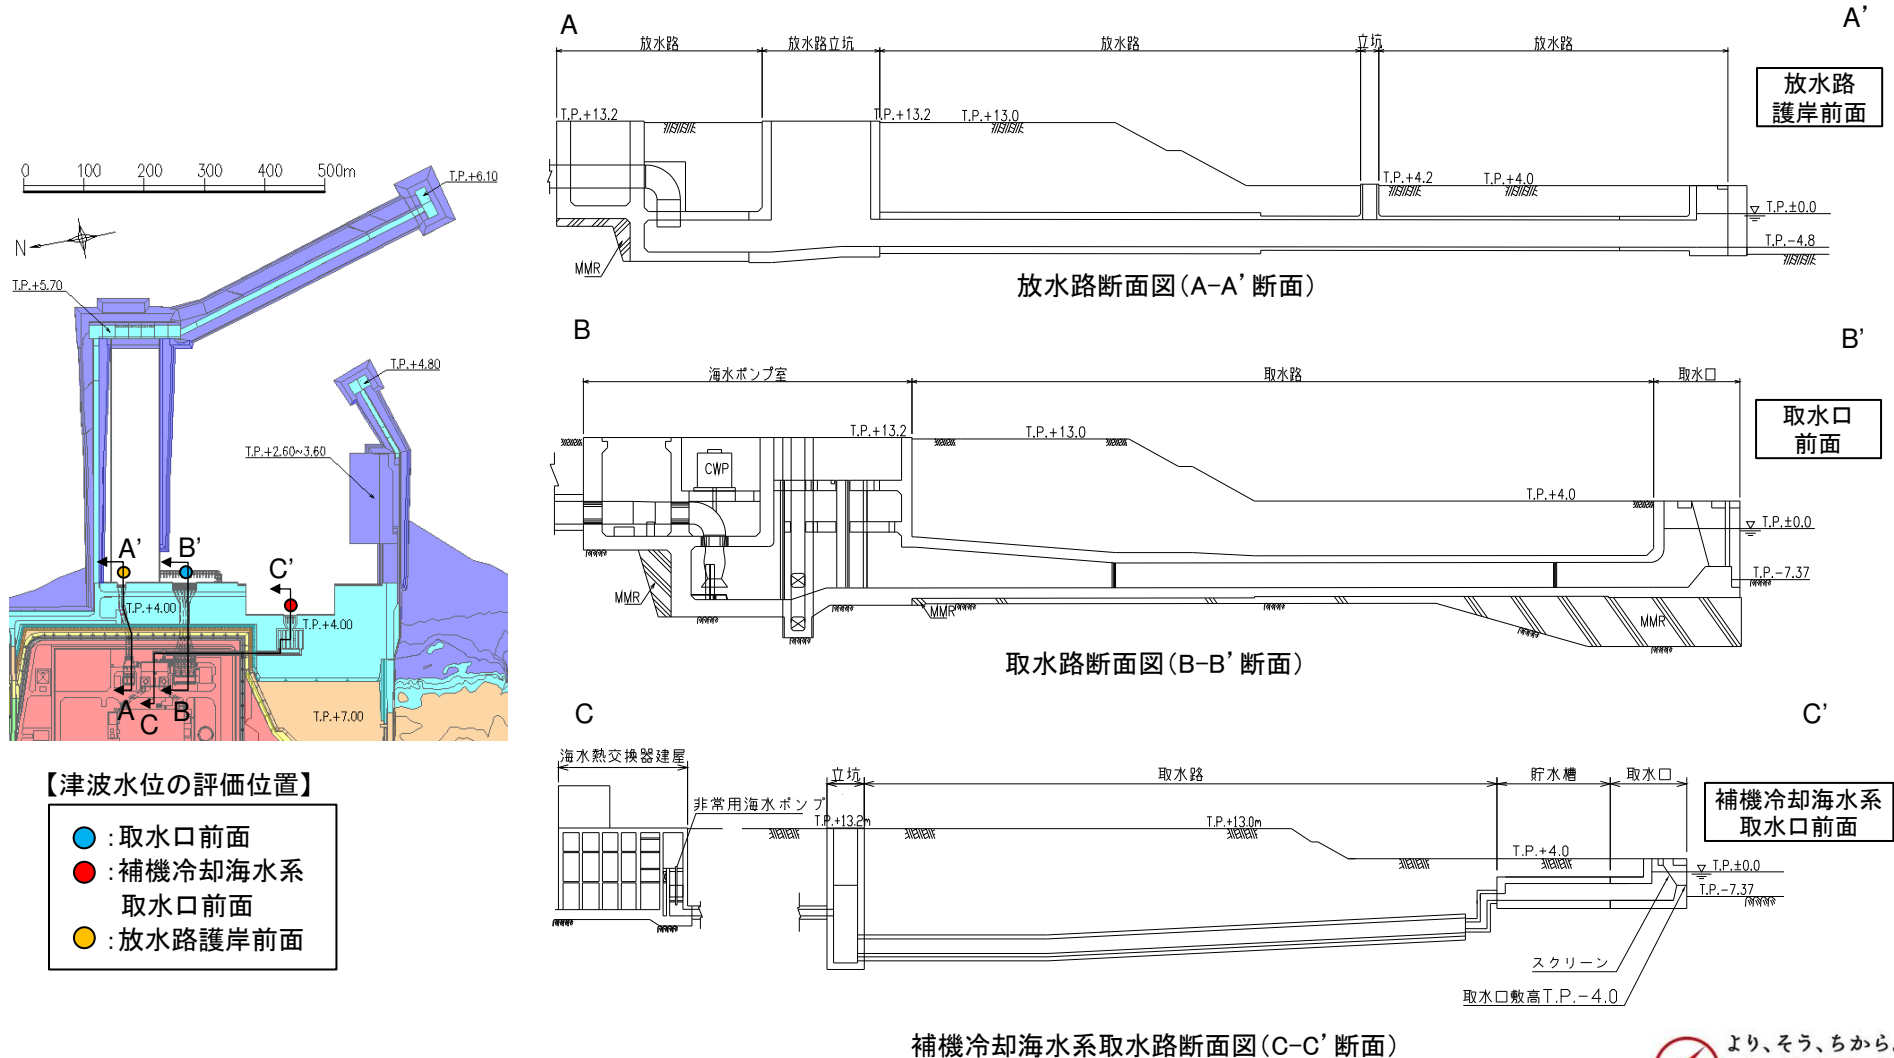 0 100 200 300 400 500m
N
T.P.+6.10
T.P.+5.70
T.P.+4.80
T.P.+2.60~3.60
A'
B'
C'
T.P.+4.00
T.P.+4.00
A
B
C
T.P.+7.00
【津波水位の評価位置】
:取水口前面
:補機冷却海水系
取水口前面
:放水路護岸前面
A
A'
放水路
放水路立坑
放水路
立坑
放水路
放水路
護岸前面
T.P.+13.2
T.P.+13.2
T.P.+13.0
T.P.+4.2
T.P.+4.0
T.P.±0.0
T.P.-4.8
MMR
放水路断面図(A-A'断面)
B
B'
海水ポンプ室
取水路
取水口
取水口
前面
T.P.+13.2
T.P.+13.0
CWP
T.P.+4.0
T.P.±0.0
T.P.-7.37
MMR
MMR
MMR
取水路断面図(B-B'断面)
C
C'
海水熱交換器建屋
立坑
取水路
貯水槽
取水口
補機冷却海水系
取水口前面
非常用海水ポンプ
T.P.+13.2m
T.P.+13.0m
T.P.+4.0
T.P.±0.0
T.P.-7.37
スクリーン
取水口敷高T.P.-4.0
補機冷却海水系取水路断面図(C-C'断面)
より、そう、ちから。